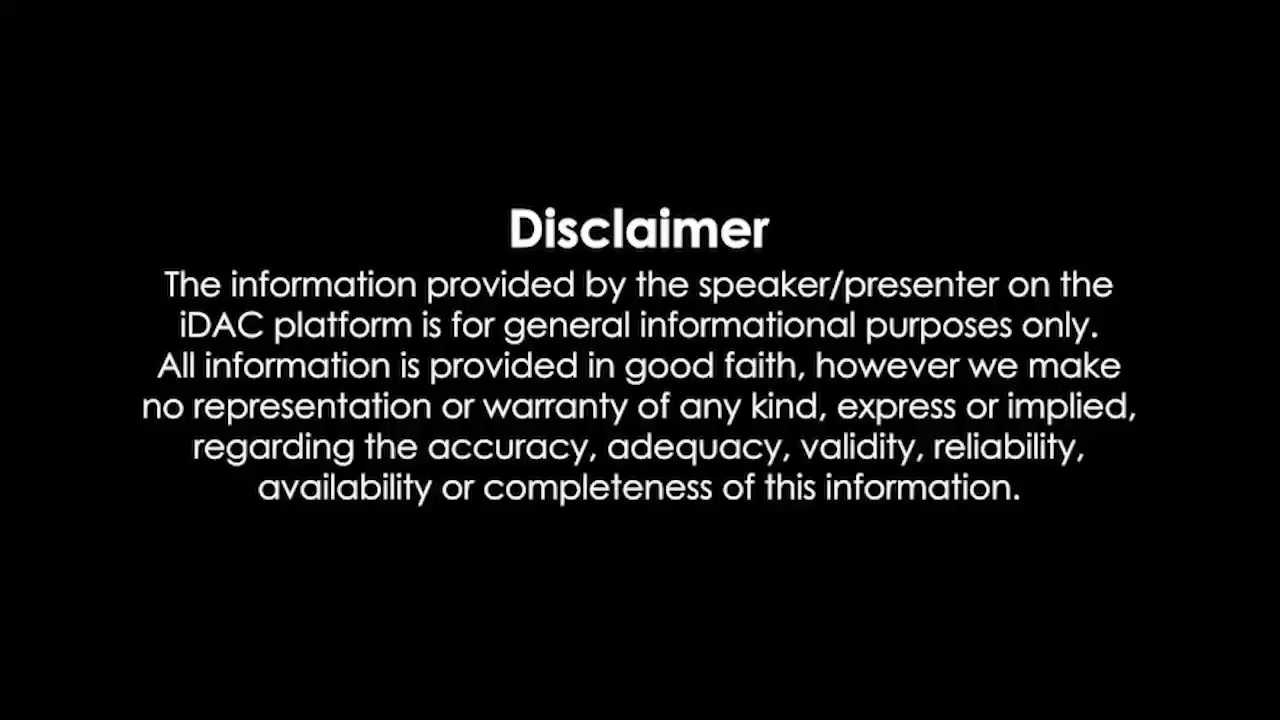 Disclaimer
The information provided by the speaker/presenter on the
iDAC platform is for general informational purposes only.
All information is provided in good faith, however we make
no representation or warranty of any kind, express or implied,
regarding the accuracy, adequacy, validity, reliability,
availability or completeness of this information.